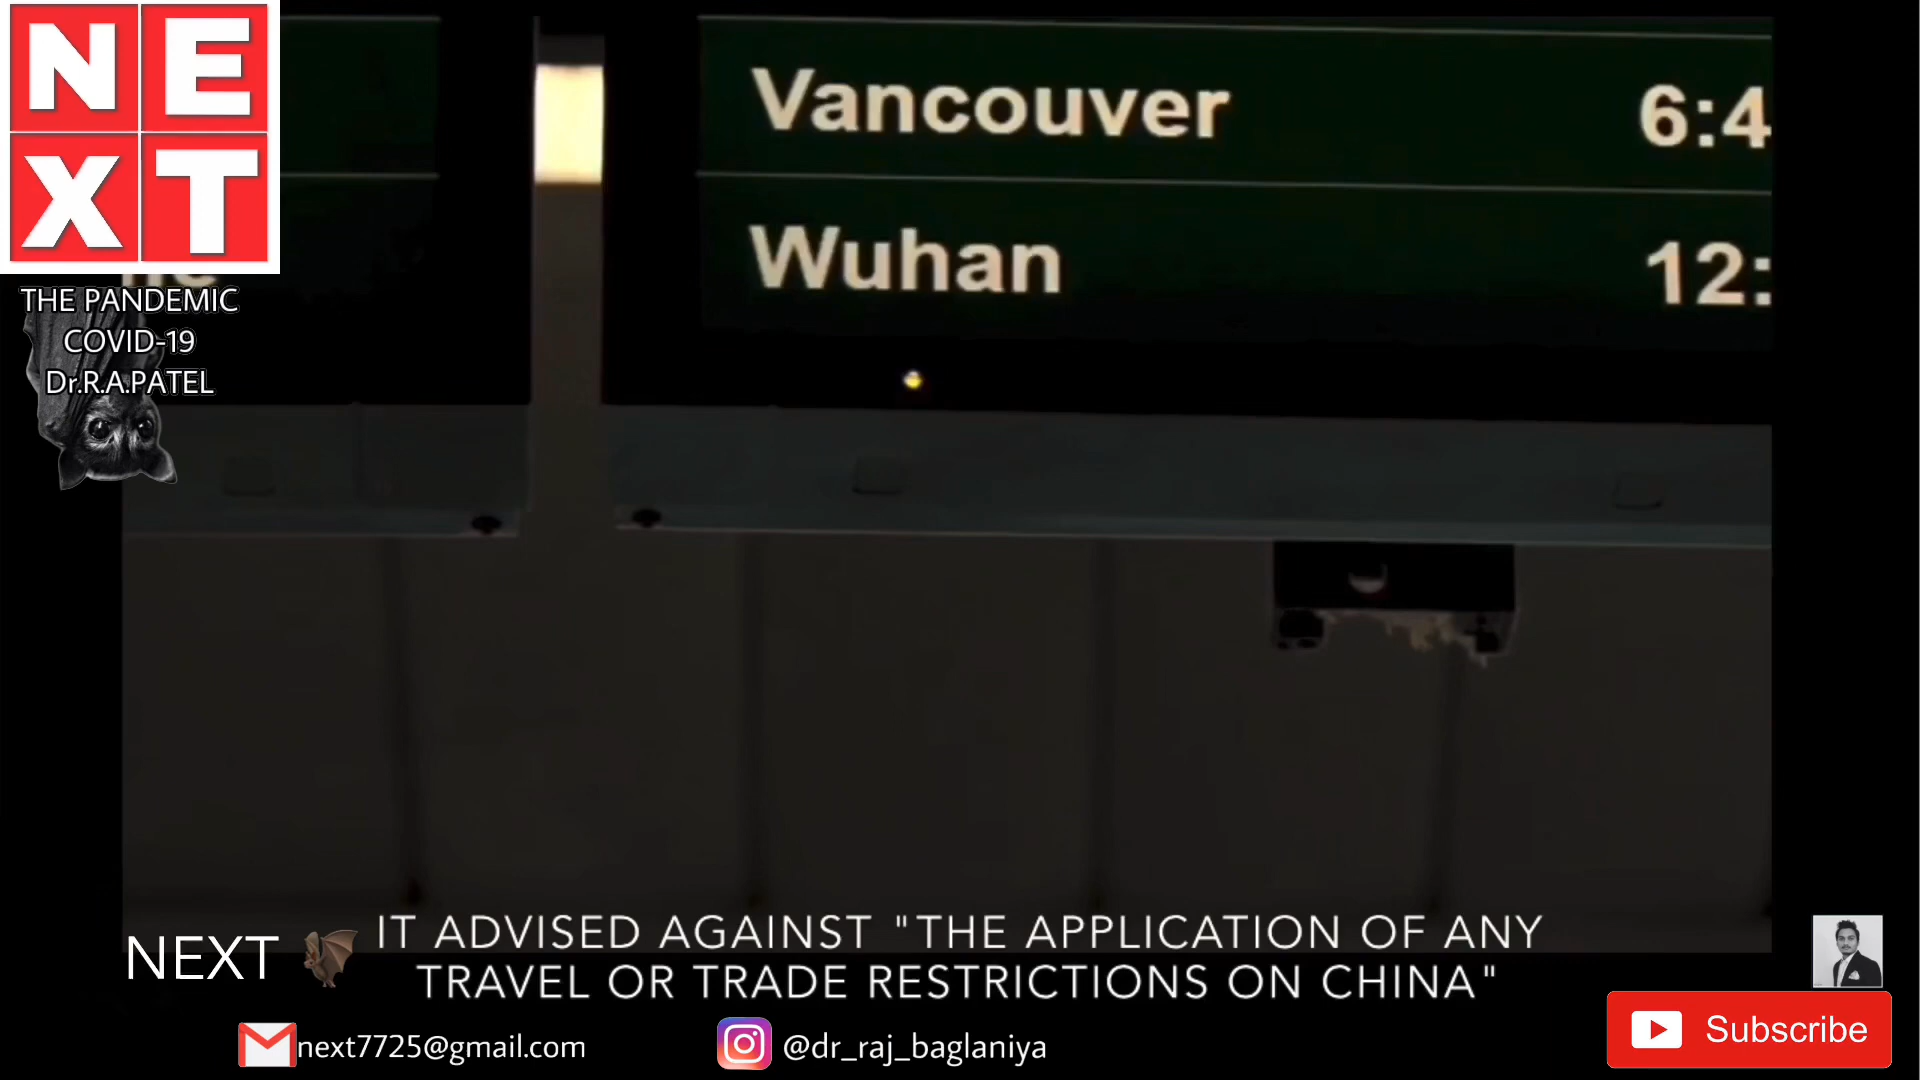 NE
XT
Vancouver 6:4
Wuhan 12:
THE PANDEMIC
COVID-19
Dr.R.A.PATEL
NEXT
IT ADVISED AGAINST "THE APPLICATION OF ANY
TRAVEL OR TRADE RESTRICTIONS ON CHINA"
next7725@gmail.com
@dr_raj_baglaniya
Subscribe